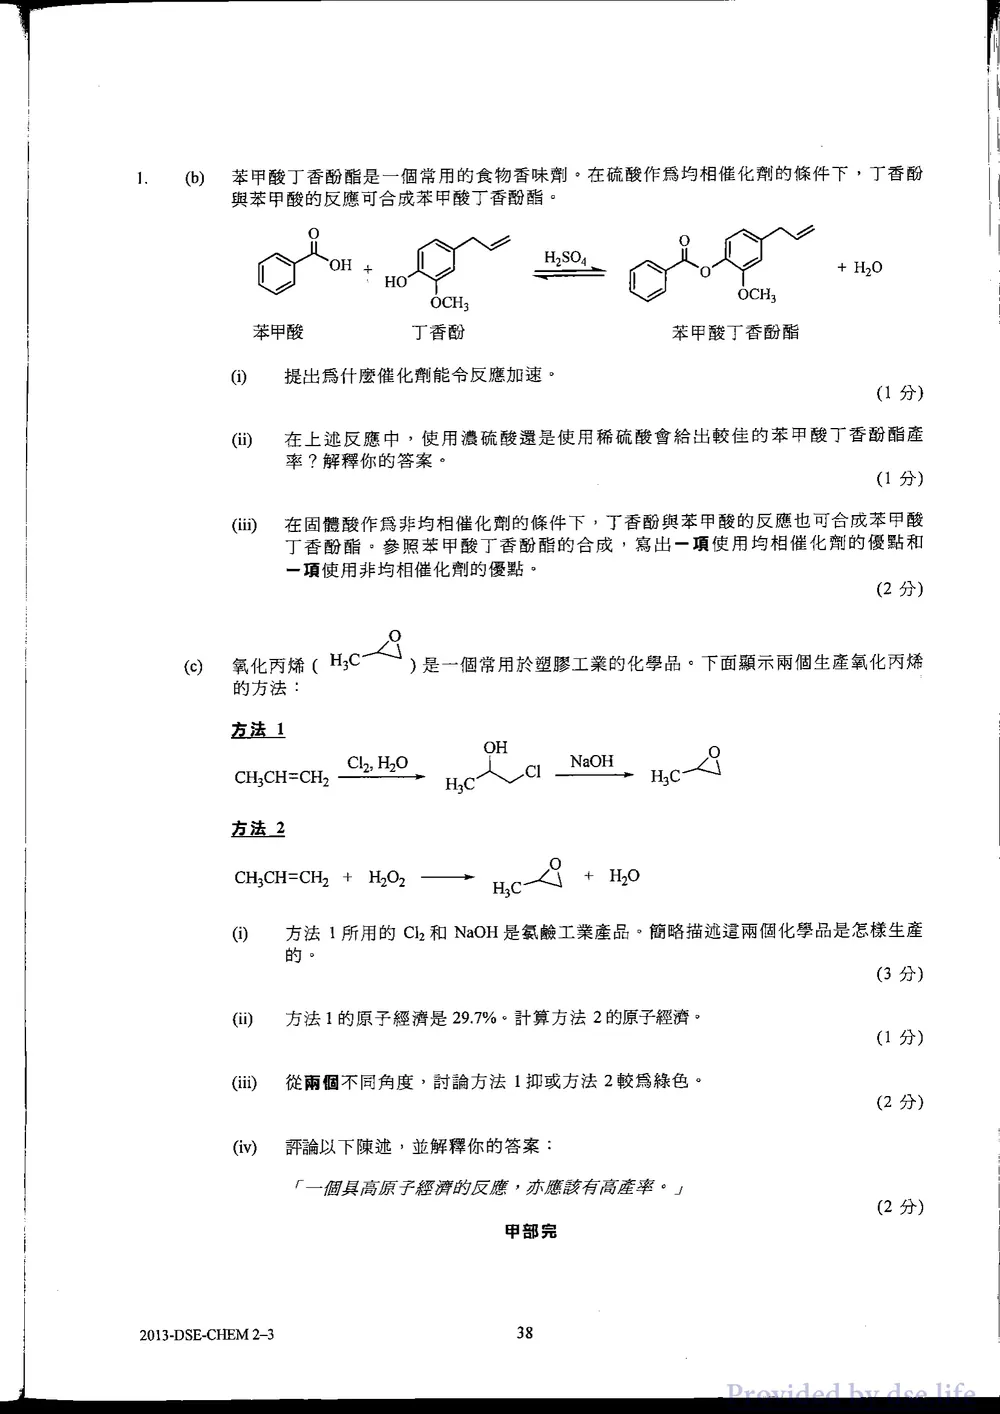 1. (b) 苯甲酸丁香酚酯是一個常用的食物香味劑。在硫酸作爲均相催化劑的條件下，丁香酚
與苯甲酸的反應可合成苯甲酸丁香酚酯。
O OH + HO OCH₃ H₂SO₄ O O OCH₃ + H₂O
苯甲酸 丁香酚 苯甲酸丁香酚酯
(i) 提出爲什麼催化劑能令反應加速。
(1 分)
(ii) 在上述反應中，使用濃硫酸還是使用稀硫酸會給出較佳的苯甲酸丁香酚酯產
率？解釋你的答案。
(1 分)
(iii) 在固體酸作爲非均相催化劑的條件下，丁香酚與苯甲酸的反應也可合成苯甲酸
丁香酚酯。參照苯甲酸丁香酚酯的合成，寫出一項使用均相催化劑的優點和
一項使用非均相催化劑的優點。
(2 分)
(c) 氧化丙烯 ( H₃C O ) 是一個常用於塑膠工業的化學品。下面顯示兩個生產氧化丙烯
的方法：
方法 1
CH₃CH=CH₂ Cl₂, H₂O OH H₃C Cl NaOH H₃C O
方法 2
CH₃CH=CH₂ + H₂O₂ H₃C O + H₂O
(i) 方法 1 所用的 Cl₂ 和 NaOH 是氯鹼工業產品。簡略描述這兩個化學品是怎樣生產
的。
(3 分)
(ii) 方法 1 的原子經濟是 29.7%。計算方法 2 的原子經濟。
(1 分)
(iii) 從兩個不同角度，討論方法 1 抑或方法 2 較爲綠色。
(2 分)
(iv) 評論以下陳述，並解釋你的答案：
「一個具高原子經濟的反應，亦應該有高產率。」
(2 分)
甲部完
2013-DSE-CHEM 2–3 38
Provided by dse.life